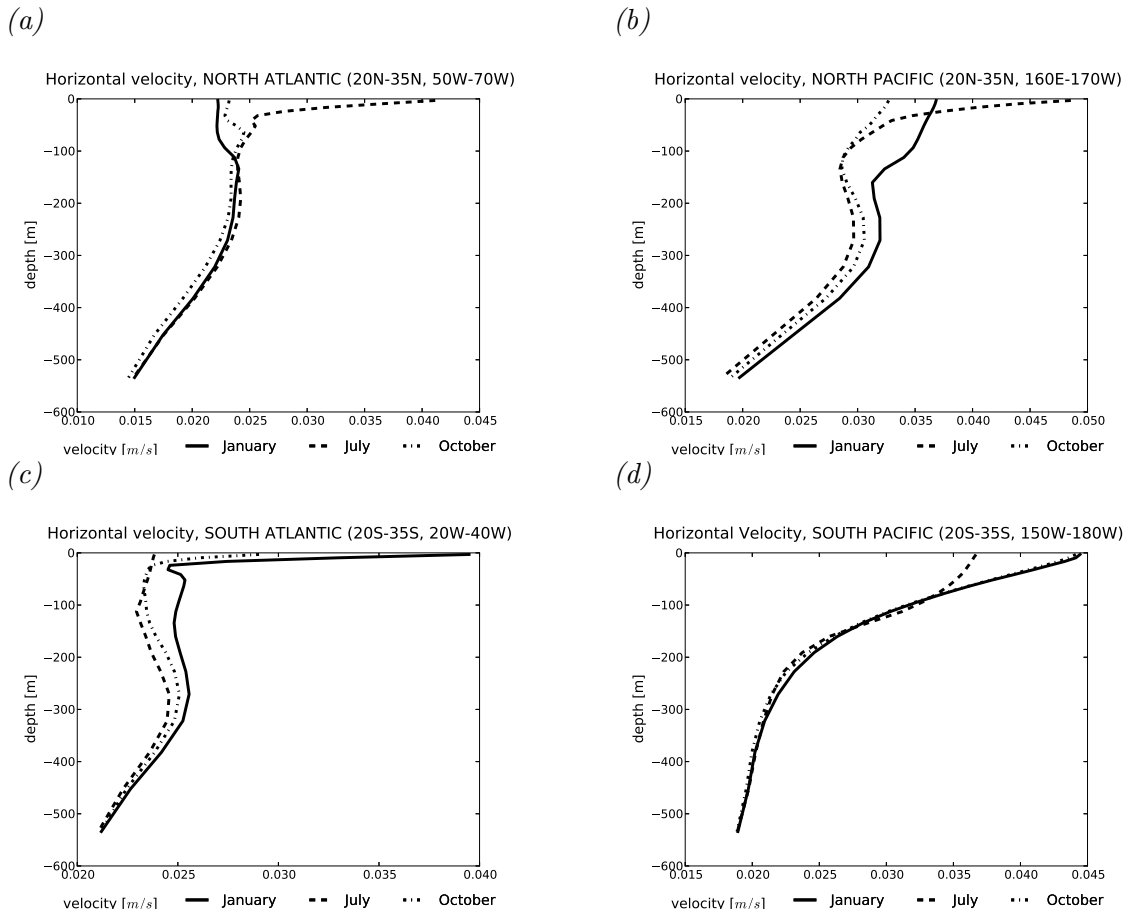 (a)
Horizontal velocity, NORTH ATLANTIC (20N-35N, 50W-70W)
0
−100
−200
−300
−400
−500
−600
depth [m]
0.010 0.015 0.020 0.025 0.030 0.035 0.040 0.045
velocity [m/s] January July October
(b)
Horizontal velocity, NORTH PACIFIC (20N-35N, 160E-170W)
0
−100
−200
−300
−400
−500
−600
depth [m]
0.015 0.020 0.025 0.030 0.035 0.040 0.045 0.050
velocity [m/s] January July October
(c)
Horizontal velocity, SOUTH ATLANTIC (20S-35S, 20W-40W)
0
−100
−200
−300
−400
−500
−600
depth [m]
0.020 0.025 0.030 0.035 0.040
velocity [m/s] January July October
(d)
Horizontal Velocity, SOUTH PACIFIC (20S-35S, 150W-180W)
0
−100
−200
−300
−400
−500
−600
depth [m]
0.015 0.020 0.025 0.030 0.035 0.040 0.045
velocity [m/s] January July October